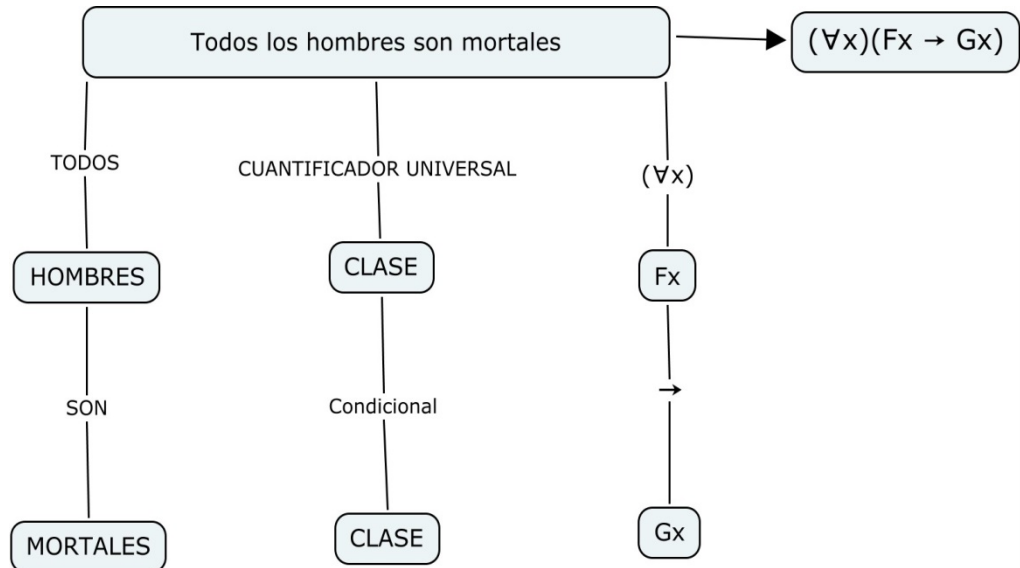 Todos los hombres son mortales
(∀x)(Fx → Gx)
TODOS
CUANTIFICADOR UNIVERSAL
(∀x)
HOMBRES
CLASE
Fx
SON
Condicional
→
MORTALES
CLASE
Gx